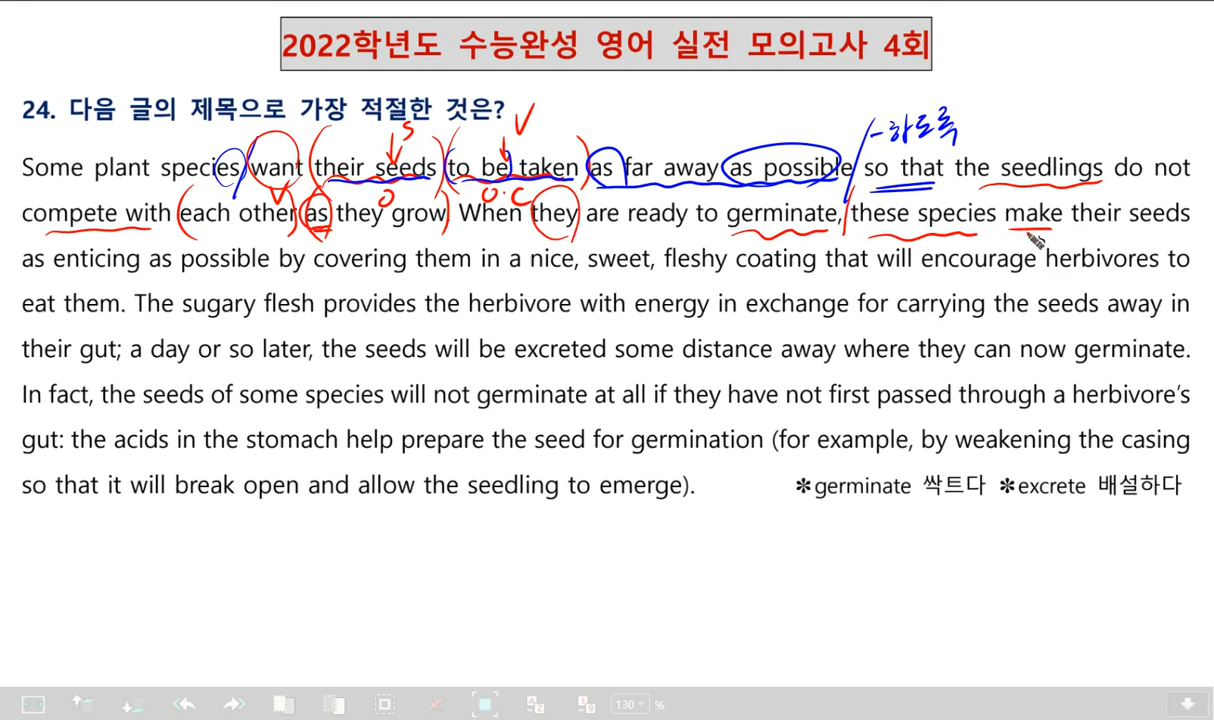 2022학년도 수능완성 영어 실전 모의고사 4회
24. 다음 글의 제목으로 가장 적절한 것은?
S V ~하도록
Some plant species want their seeds to be taken as far away as possible so that the seedlings do not
V O O·C
compete with each other as they grow. When they are ready to germinate, these species make their seeds
as enticing as possible by covering them in a nice, sweet, fleshy coating that will encourage herbivores to
eat them. The sugary flesh provides the herbivore with energy in exchange for carrying the seeds away in
their gut; a day or so later, the seeds will be excreted some distance away where they can now germinate.
In fact, the seeds of some species will not germinate at all if they have not first passed through a herbivore's
gut: the acids in the stomach help prepare the seed for germination (for example, by weakening the casing
so that it will break open and allow the seedling to emerge). ✻germinate 싹트다 ✻excrete 배설하다
130 %